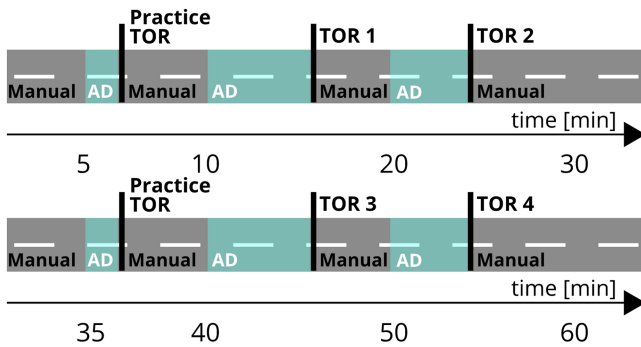 Practice
TOR TOR 1 TOR 2
Manual AD Manual AD Manual AD Manual
time [min]
5 10 20 30
Practice
TOR TOR 3 TOR 4
Manual AD Manual AD Manual AD Manual
time [min]
35 40 50 60